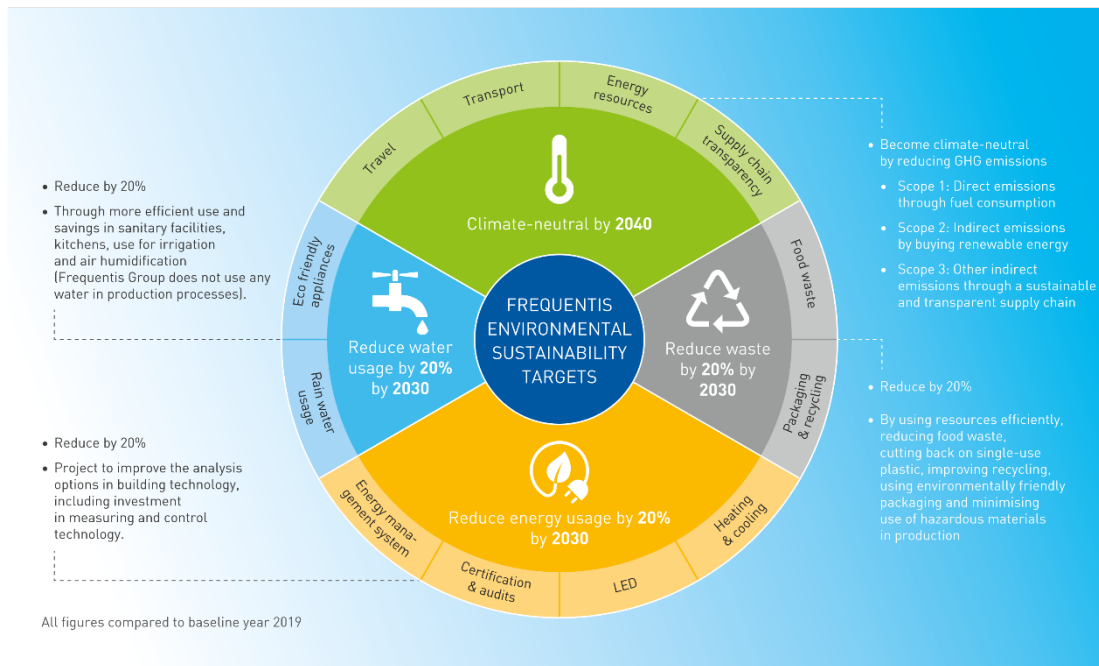 Travel
Transport
Energy
resources
Supply chain
transparency
Climate-neutral by 2040
• Reduce by 20%
• Through more efficient use and
savings in sanitary facilities,
kitchens, use for irrigation
and air humidification
(Frequentis Group does not use any
water in production processes).
Eco friendly
appliances
Rain water
usage
Reduce water
usage by 20%
by 2030
FREQUENTIS
ENVIRONMENTAL
SUSTAINABILITY
TARGETS
Reduce waste
by 20% by
2030
Food waste
Packaging
& recycling
• Become climate-neutral
by reducing GHG emissions
• Scope 1: Direct emissions
through fuel consumption
• Scope 2: Indirect emissions
by buying renewable energy
• Scope 3: Other indirect
emissions through a sustainable
and transparent supply chain
• Reduce by 20%
• By using resources efficiently,
reducing food waste,
cutting back on single-use
plastic, improving recycling,
using environmentally friendly
packaging and minimising
use of hazardous materials
in production
• Reduce by 20%
• Project to improve the analysis
options in building technology,
including investment
in measuring and control
technology.
Reduce energy usage by 20%
by 2030
Energy mana-
gement system
Certification
& audits
LED
Heating
& cooling
All figures compared to baseline year 2019